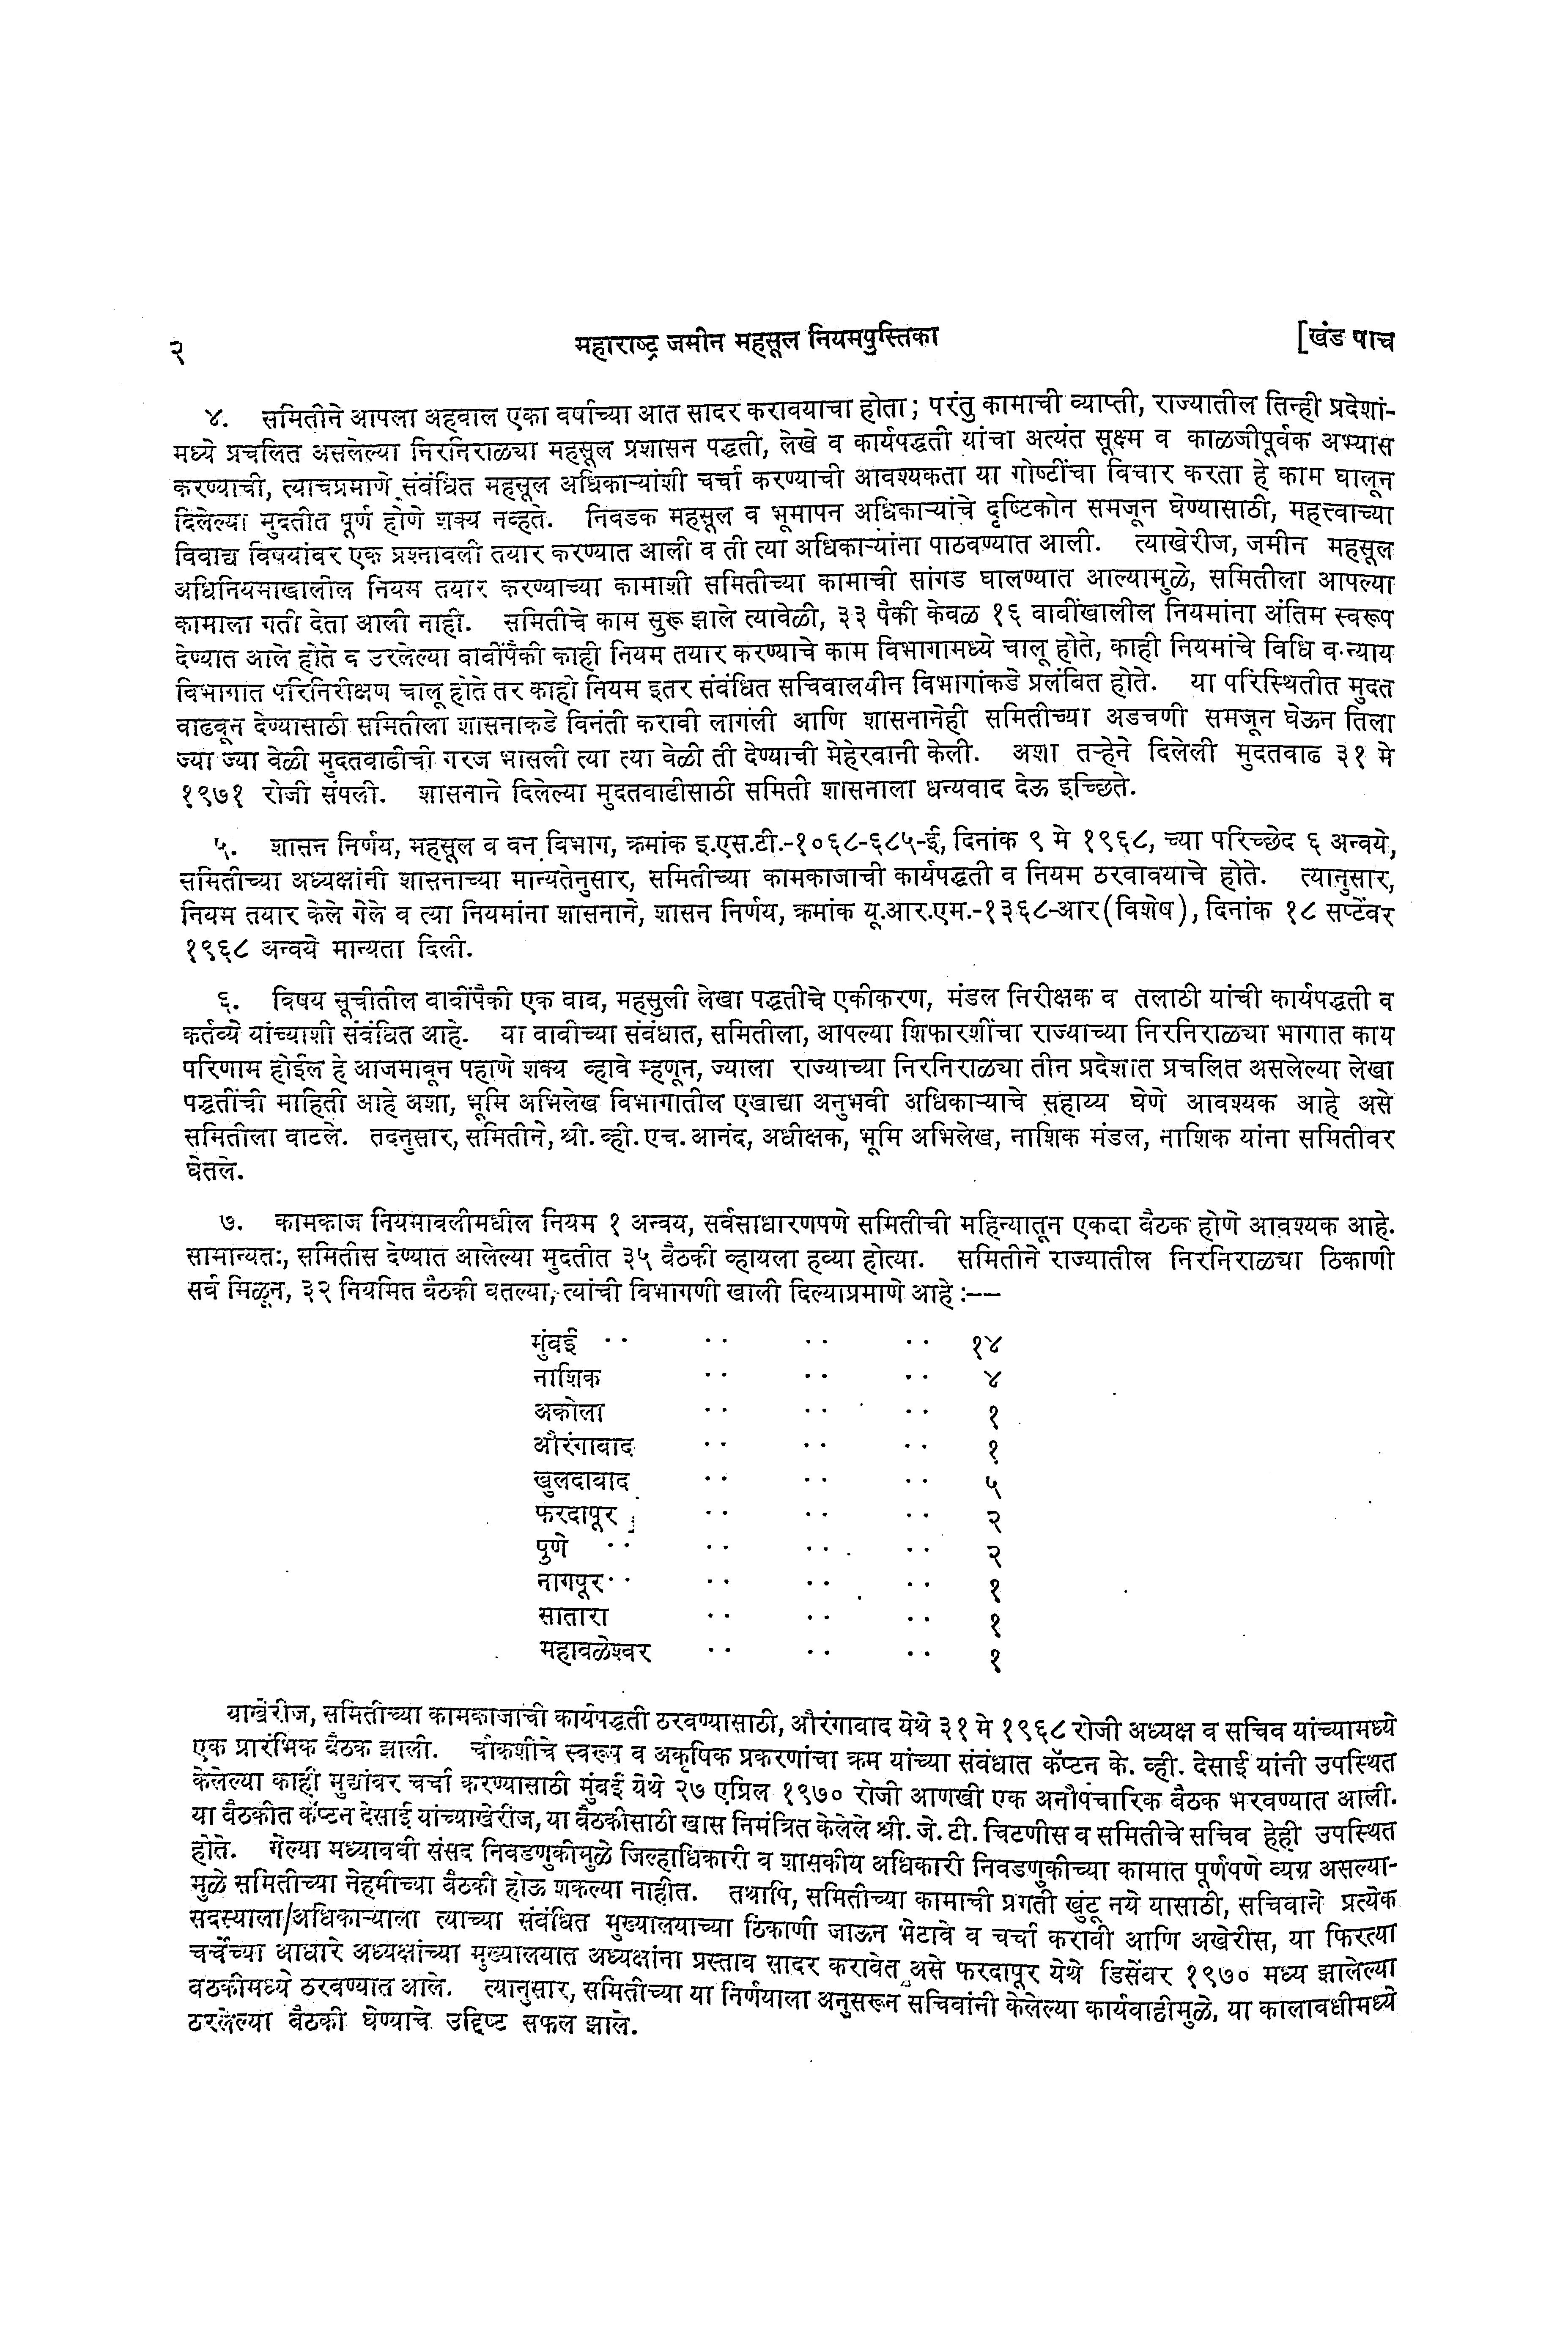 २ महाराष्ट्र जमीन महसूल नियमपुस्तिका [खंड पाच
४. समितीने आपला अहवाल एका वर्षाच्या आत सादर करावयाचा होता; परंतु कामाची व्याप्ती, राज्यातील तिन्ही प्रदेशां-
मध्ये प्रचलित असलेल्या निरनिराळ्या महसूल प्रशासन पद्धती, लेखे व कार्यपद्धती यांचा अत्यंत सूक्ष्म व काळजीपूर्वक अभ्यास
करण्याची, त्याचप्रमाणे संबंधित महसूल अधिकाऱ्यांशी चर्चा करण्याची आवश्यकता या गोष्टींचा विचार करता हे काम घालून
दिलेल्या मुदतीत पूर्ण होणे शक्य नव्हते. निवडक महसूल व भूमापन अधिकाऱ्यांचे दृष्टिकोन समजून घेण्यासाठी, महत्त्वाच्या
विवाद्य विषयांवर एक प्रश्नावली तयार करण्यात आली व ती त्या अधिकाऱ्यांना पाठवण्यात आली. त्याखेरीज, जमीन महसूल
अधिनियमाखालील नियम तयार करण्याच्या कामाशी समितीच्या कामाची सांगड घालण्यात आल्यामुळे, समितीला आपल्या
कामाला गती देता आली नाही. समितीचे काम सुरू झाले त्यावेळी, ३३ पैकी केवळ १६ बाबींखालील नियमांना अंतिम स्वरूप
देण्यात आले होते व उरलेल्या बाबींपैकी काही नियम तयार करण्याचे काम विभागामध्ये चालू होते, काही नियमांचे विधि व न्याय
विभागात परिनिरीक्षण चालू होते तर काही नियम इतर संबंधित सचिवालयीन विभागांकडे प्रलंबित होते. या परिस्थितीत मुदत
वाढवून देण्यासाठी समितीला शासनाकडे विनंती करावी लागली आणि शासनानेही समितीच्या अडचणी समजून घेऊन तिला
ज्या ज्या वेळी मुदतवाढीची गरज भासली त्या त्या वेळी ती देण्याची मेहेरबानी केली. अशा तऱ्हेने दिलेली मुदतवाढ ३१ मे
१९७१ रोजी संपली. शासनाने दिलेल्या मुदतवाढीसाठी समिती शासनाला धन्यवाद देऊ इच्छिते.
५. शासन निर्णय, महसूल व वन विभाग, क्रमांक इ.एस.टी.-१०६८-६८५-ई, दिनांक ९ मे १९६८, च्या परिच्छेद ६ अन्वये,
समितीच्या अध्यक्षांनी शासनाच्या मान्यतेनुसार, समितीच्या कामकाजाची कार्यपद्धती व नियम ठरवावयाचे होते. त्यानुसार,
नियम तयार केले गेले व त्या नियमांना शासनाने, शासन निर्णय, क्रमांक यू.आर.एम.-१३६८-आर(विशेष), दिनांक १८ सप्टेंबर
१९६८ अन्वये मान्यता दिली.
६. विषय सूचीतील बाबींपैकी एक बाब, महसुली लेखा पद्धतीचे एकीकरण, मंडल निरीक्षक व तलाठी यांची कार्यपद्धती व
कर्तव्ये यांच्याशी संबंधित आहे. या बाबीच्या संबंधात, समितीला, आपल्या शिफारशींचा राज्याच्या निरनिराळ्या भागात काय
परिणाम होईल हे आजमावून पहाणे शक्य व्हावे म्हणून, ज्याला राज्याच्या निरनिराळ्या तीन प्रदेशात प्रचलित असलेल्या लेखा
पद्धतींची माहिती आहे अशा, भूमि अभिलेख विभागातील एखाद्या अनुभवी अधिकाऱ्याचे सहाय्य घेणे आवश्यक आहे असे
समितीला वाटले. तदनुसार, समितीने, श्री. व्ही. एच. आनंद, अधीक्षक, भूमि अभिलेख, नाशिक मंडल, नाशिक यांना समितीवर
घेतले.
७. कामकाज नियमावलीमधील नियम १ अन्वय, सर्वसाधारणपणे समितीची महिन्यातून एकदा बैठक होणे आवश्यक आहे.
सामान्यतः, समितीस देण्यात आलेल्या मुदतीत ३५ बैठकी व्हायला हव्या होत्या. समितीने राज्यातील निरनिराळ्या ठिकाणी
सर्व मिळून, ३२ नियमित बैठकी घेतल्या, त्यांची विभागणी खाली दिल्याप्रमाणे आहे :--
मुंबई .. .. .. .. १४
नाशिक .. .. .. ४
अकोला .. .. .. १
औरंगाबाद .. .. .. १
खुलदाबाद .. .. .. ५
फरदापूर .. .. .. २
पुणे .. .. .. .. २
नागपूर .. .. .. .. १
सातारा .. .. .. १
महाबळेश्वर .. .. .. १
याखेरीज, समितीच्या कामकाजाची कार्यपद्धती ठरवण्यासाठी, औरंगाबाद येथे ३१ मे १९६८ रोजी अध्यक्ष व सचिव यांच्यामध्ये
एक प्रारंभिक बैठक झाली. चौकशीचे स्वरूप व अकृषिक प्रकरणांचा क्रम यांच्या संबंधात कॅप्टन के. व्ही. देसाई यांनी उपस्थित
केलेल्या काही मुद्यांवर चर्चा करण्यासाठी मुंबई येथे २७ एप्रिल १९७० रोजी आणखी एक अनौपचारिक बैठक भरवण्यात आली.
या बैठकीत कॅप्टन देसाई यांच्याखेरीज, या बैठकीसाठी खास निमंत्रित केलेले श्री. जे. टी. चिटणीस व समितीचे सचिव हेही उपस्थित
होते. गेल्या मध्यावधी संसद निवडणुकीमुळे जिल्हाधिकारी व शासकीय अधिकारी निवडणुकीच्या कामात पूर्णपणे व्यग्र असल्या-
मुळे समितीच्या नेहमीच्या बैठकी होऊ शकल्या नाहीत. तथापि, समितीच्या कामाची प्रगती खुंटू नये यासाठी, सचिवाने प्रत्येक
सदस्याला/अधिकाऱ्याला त्याच्या संबंधित मुख्यालयाच्या ठिकाणी जाऊन भेटावे व चर्चा करावी आणि अखेरीस, या फिरत्या
चर्चेच्या आधारे अध्यक्षांच्या मुख्यालयात अध्यक्षांना प्रस्ताव सादर करावेत असे फरदापूर येथे डिसेंबर १९७० मध्य झालेल्या
बठकीमध्ये ठरवण्यात आले. त्यानुसार, समितीच्या या निर्णयाला अनुसरून सचिवांनी केलेल्या कार्यवाहीमुळे, या कालावधीमध्ये
ठरलेल्या बैठकी घेण्याचे उद्दिष्ट सफल झाले.